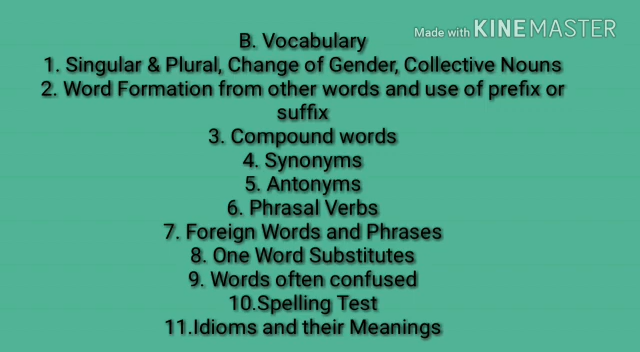 Made with KINEMASTER
B. Vocabulary
1. Singular & Plural, Change of Gender, Collective Nouns
2. Word Formation from other words and use of prefix or
suffix
3. Compound words
4. Synonyms
5. Antonyms
6. Phrasal Verbs
7. Foreign Words and Phrases
8. One Word Substitutes
9. Words often confused
10.Spelling Test
11.Idioms and their Meanings